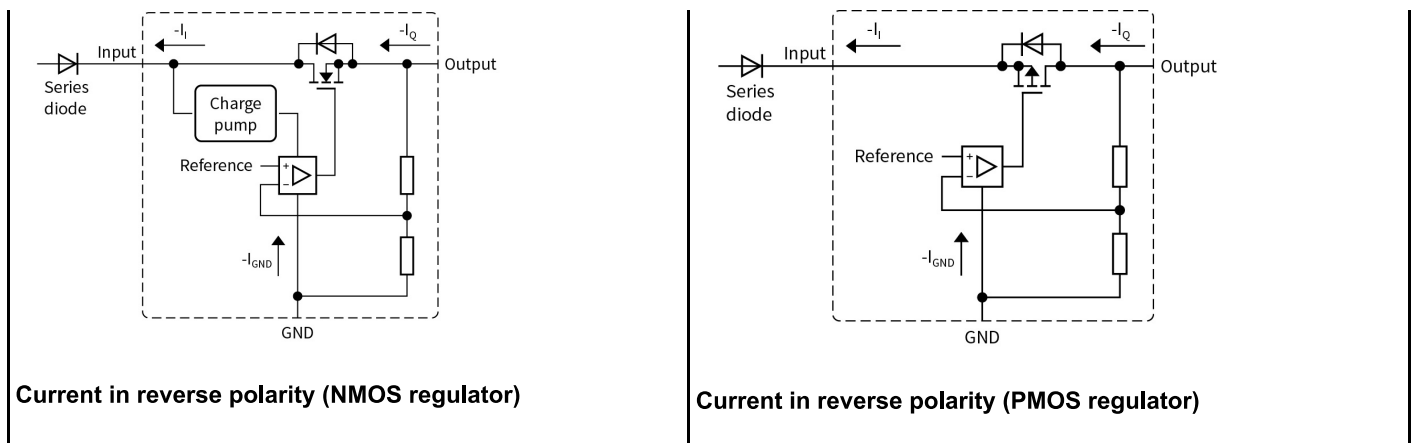 -I_I
-I_Q
Input
Output
Series
diode
Charge
pump
Reference
+
−
-I_GND
GND
Current in reverse polarity (NMOS regulator)
-I_I
-I_Q
Input
Output
Series
diode
Reference
+
−
-I_GND
GND
Current in reverse polarity (PMOS regulator)